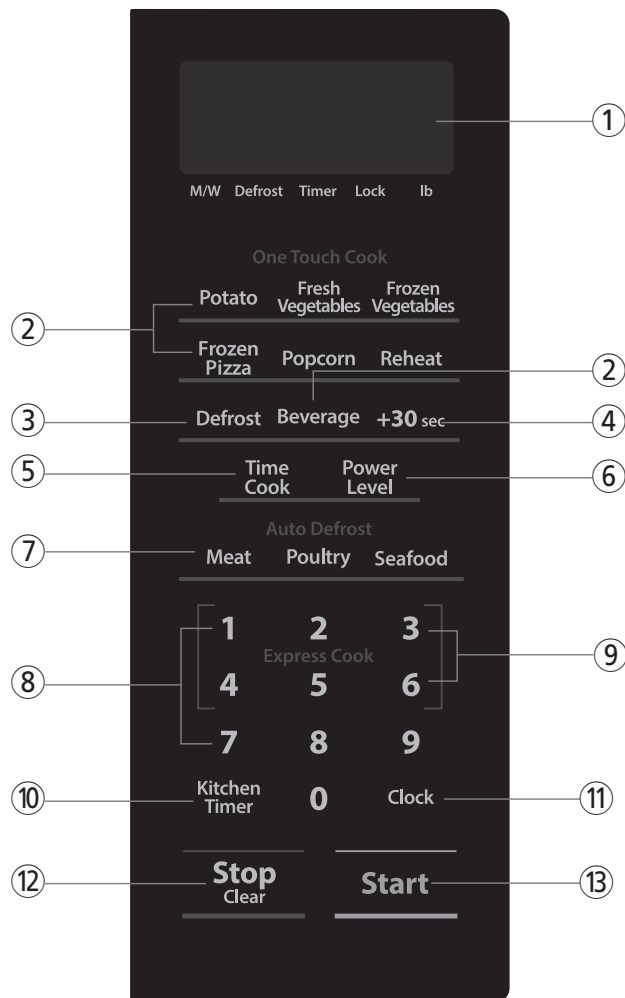 ①
M/W Defrost Timer Lock lb
One Touch Cook
Potato Fresh Vegetables Frozen Vegetables
②
Frozen Pizza Popcorn Reheat
②
③ Defrost Beverage +30 sec ④
⑤ Time Cook Power Level ⑥
Auto Defrost
⑦ Meat Poultry Seafood
1 2 3
Express Cook
⑧ ⑨
4 5 6
7 8 9
⑩ Kitchen Timer 0 Clock ⑪
⑫ Stop Clear Start ⑬